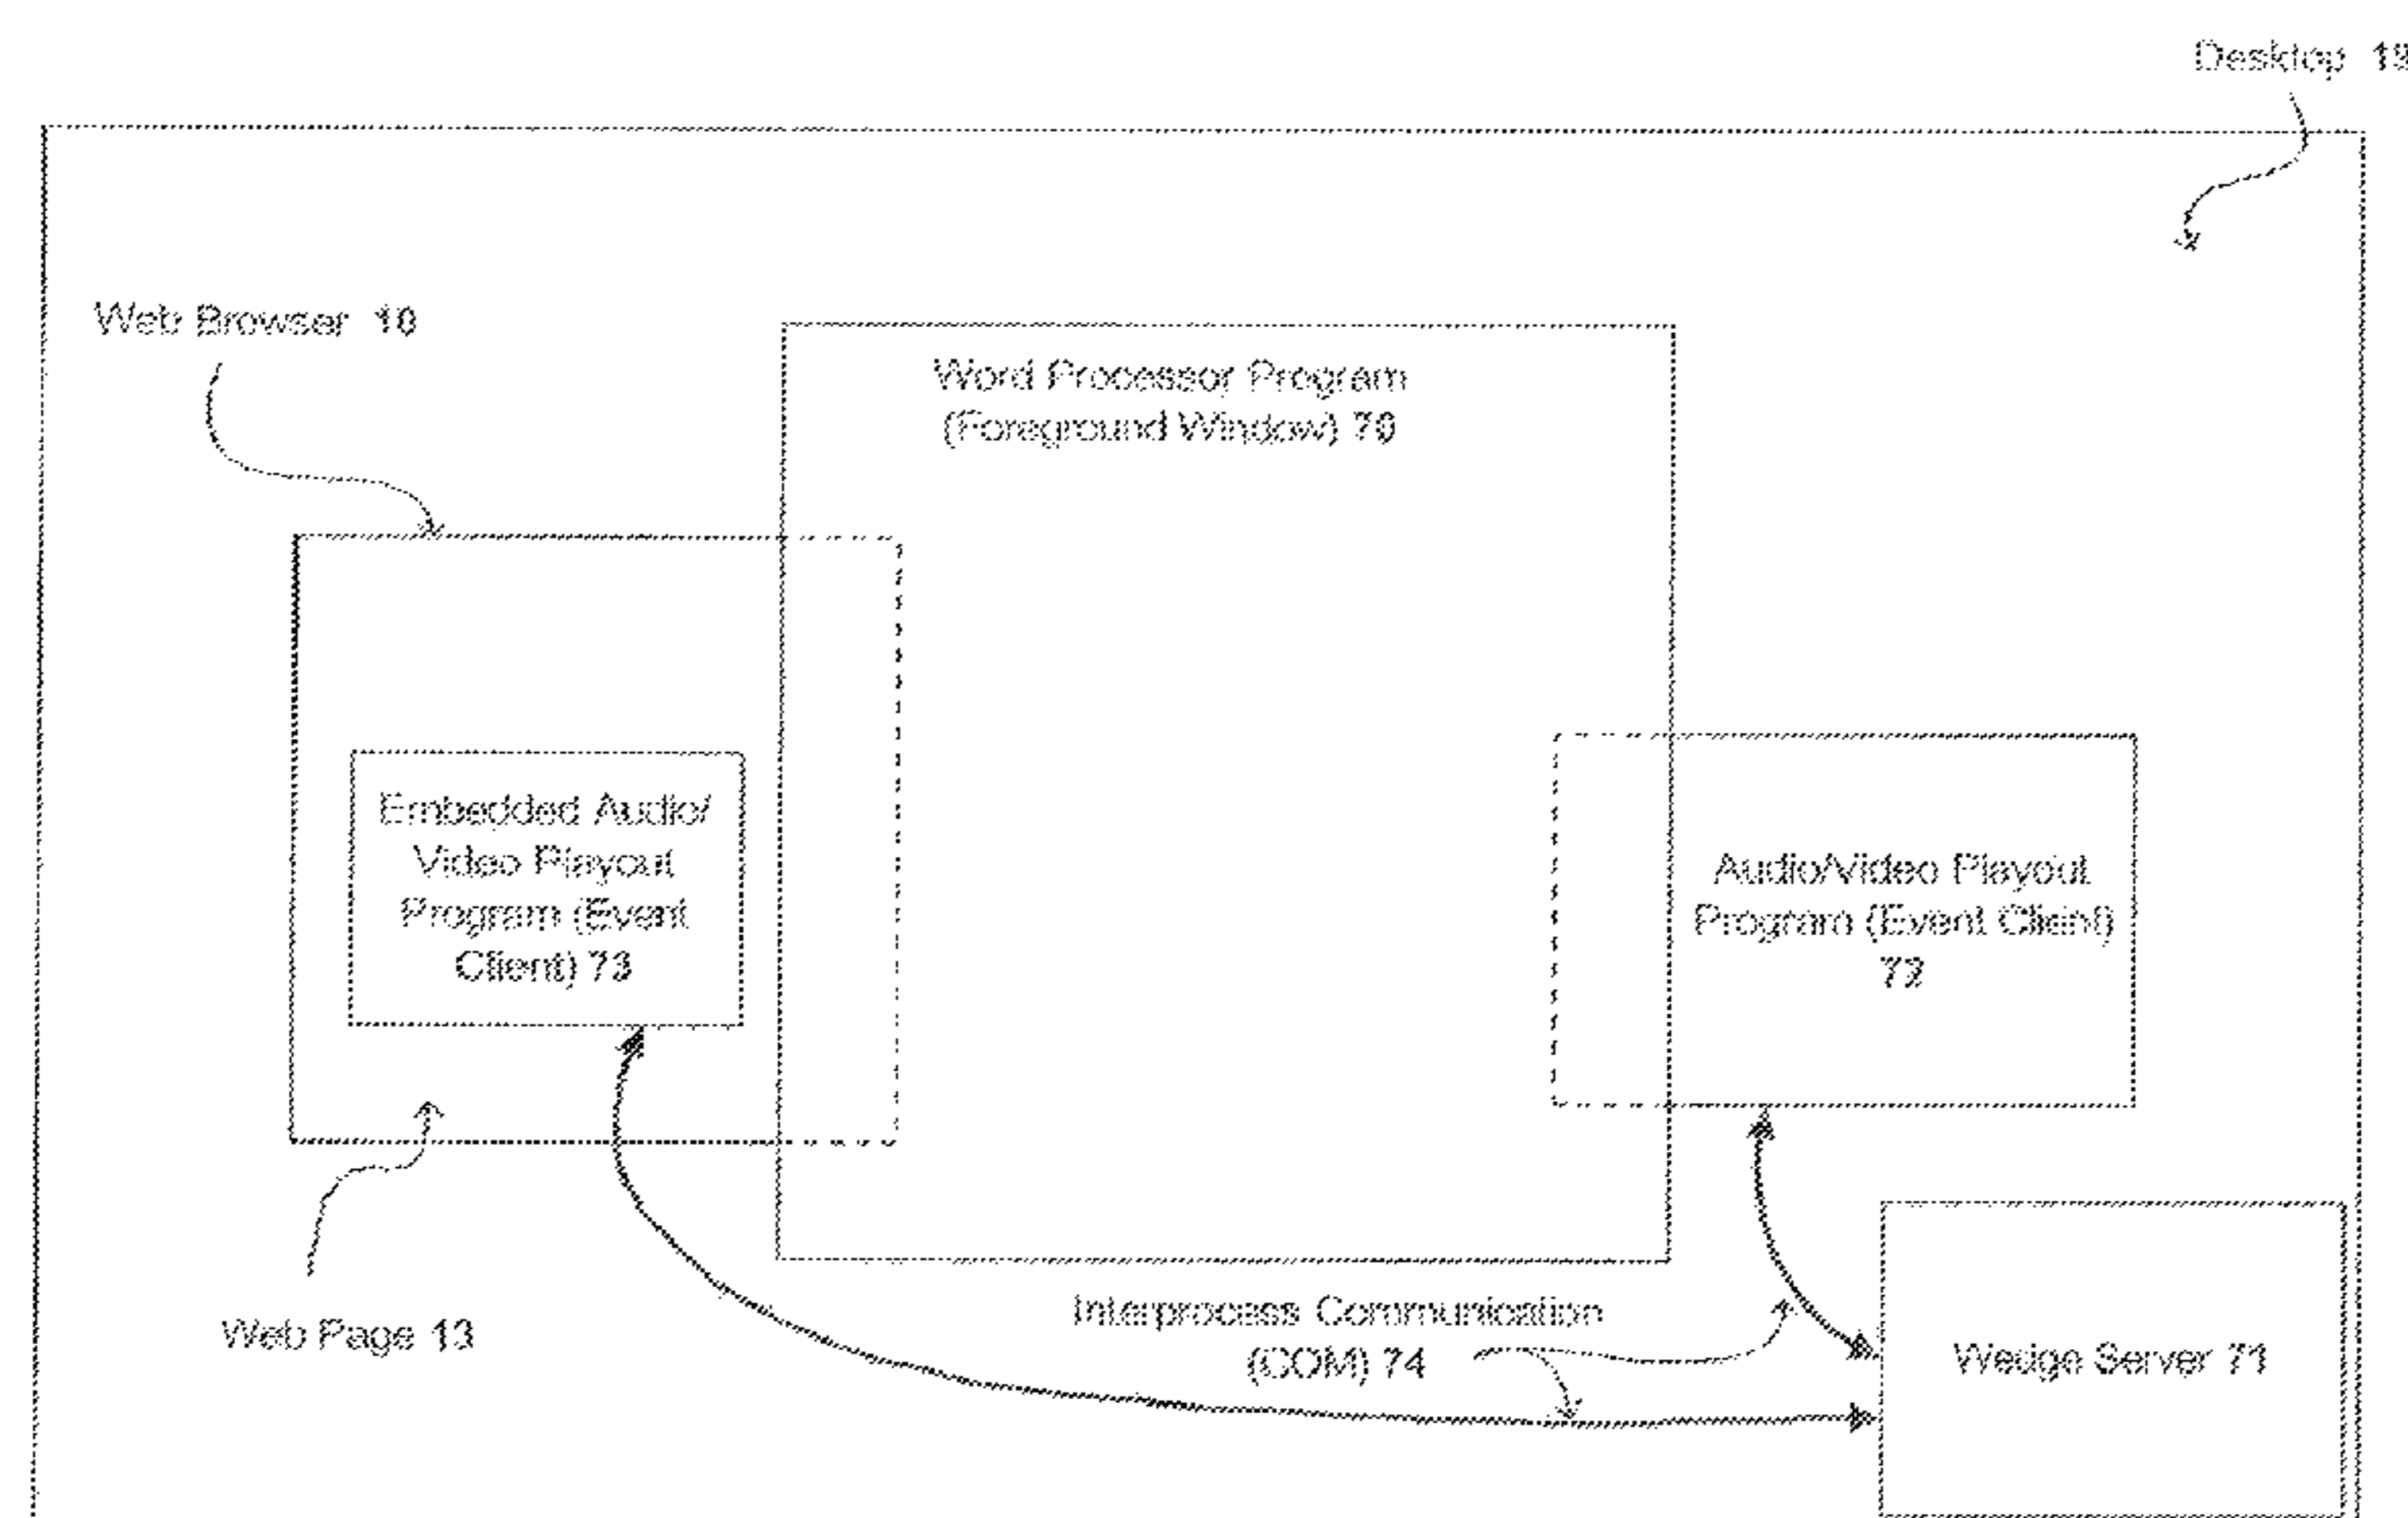 Desktop
Web Browser 10
Word Processor Program
(Foreground Window) 70
Embedded Audio/
Video Playout
Program (Event
Client) 73
Audio/Video Playout
Program (Event Client)
72
Web Page 13
Interprocess Communication
(COM) 74
Wedge Server 71